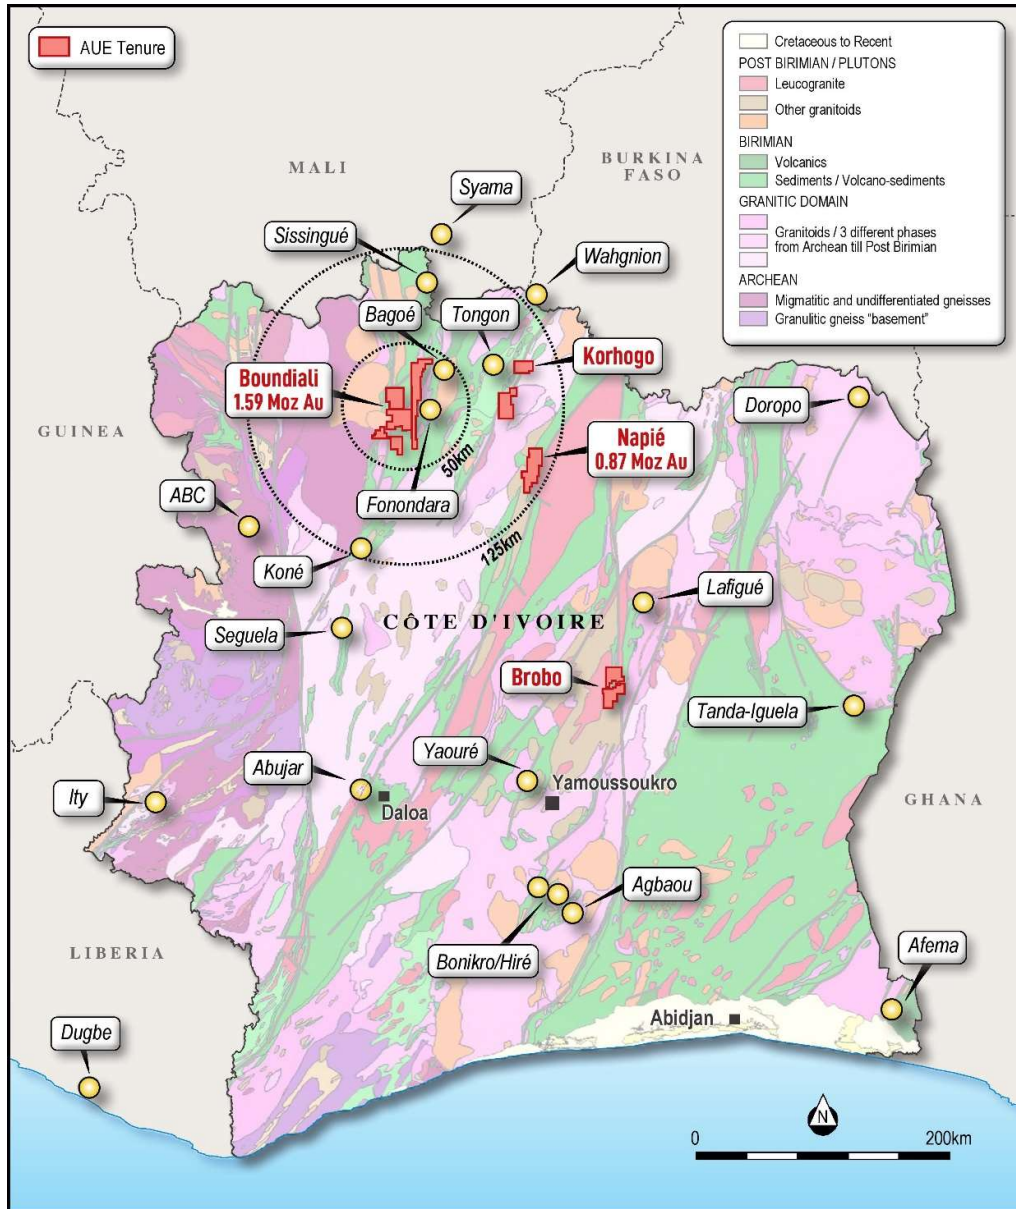 AUE Tenure
Cretaceous to Recent
POST BIRIMIAN / PLUTONS
Leucogranite
Other granitoids
BIRIMIAN
Volcanics
Sediments / Volcano-sediments
GRANITIC DOMAIN
Granitoids / 3 different phases
from Archean till Post Birimian
ARCHEAN
Migmatitic and undifferentiated gneisses
Granulitic gneiss "basement"
MALI
BURKINA
FASO
Syama
Sissingué
Wahgnion
Bagoé
Tongon
Korhogo
Boundiali
1.59 Moz Au
Doropo
GUINEA
Napié
0.87 Moz Au
50km
Fonondara
ABC
125km
Koné
Lafigué
CÔTE D'IVOIRE
Seguela
Brobo
Tanda-Iguela
Yaouré
Abujar
Yamoussoukro
Ity
Daloa
GHANA
Agbaou
LIBERIA
Bonikro/Hiré
Afema
Abidjan
Dugbe
N
0 200km